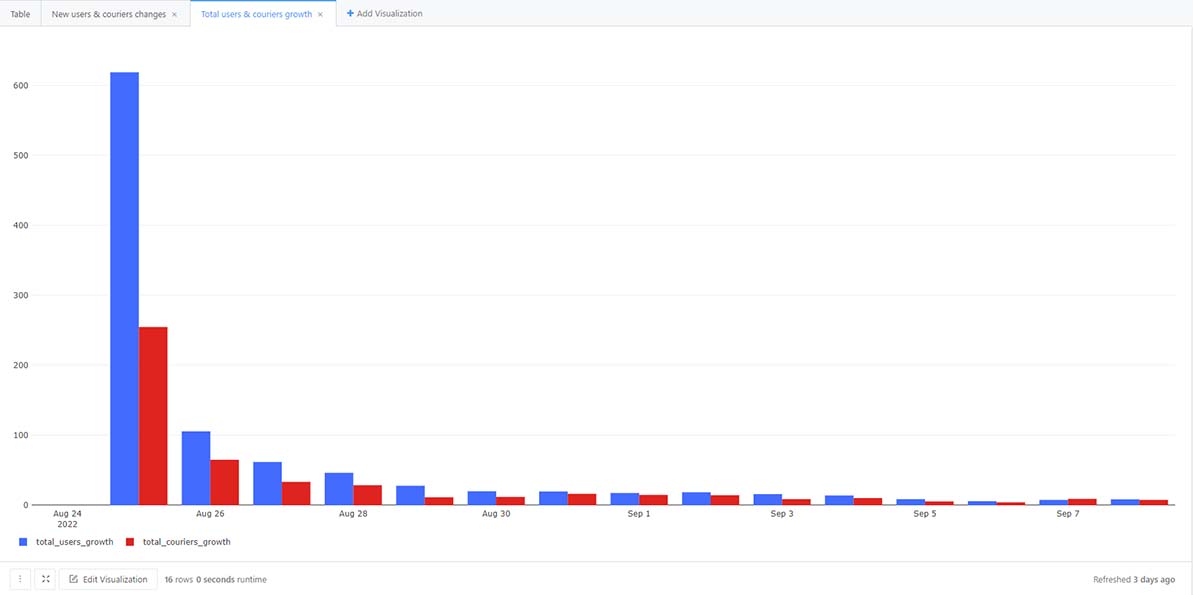 Table New users & couriers changes × Total users & couriers growth × + Add Visualization
600
500
400
300
200
100
0
Aug 24 Aug 26 Aug 28 Aug 30 Sep 1 Sep 3 Sep 5 Sep 7
2022
total_users_growth total_couriers_growth
Edit Visualization 16 rows 0 seconds runtime Refreshed 3 days ago